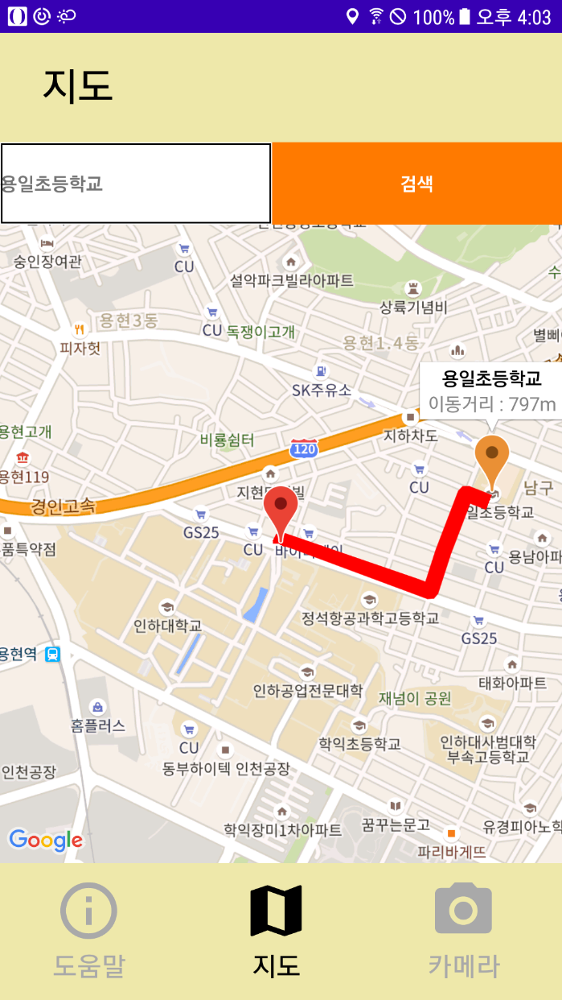 100% 오후 4:03
지도
용일초등학교
검색
숭인장여관
CU
설악파크빌라아파트
상륙기념비
수
용현3동
CU
독쟁이고개
피자헛
용현1.4동
별빼
SK주유소
용일초등학교
이동거리 : 797m
용현고개
비룡쉼터
120
지하차도
용현119
지현
CU
남구
경인고속
일초등학교
GS25
CU
품특약점
CU
용남아파
정석항공과학고등학교
인하대학교
GS25
용현역
태화아파트
인하공업전문대학
재넘이 공원
홈플러스
CU
학익초등학교
인하대사범대학
부속고등학교
동부하이텍 인천공장
인천공장
꿈꾸는문고
유경피아노학
학익장미1차아파트
Google
파리바게뜨
도움말
지도
카메라